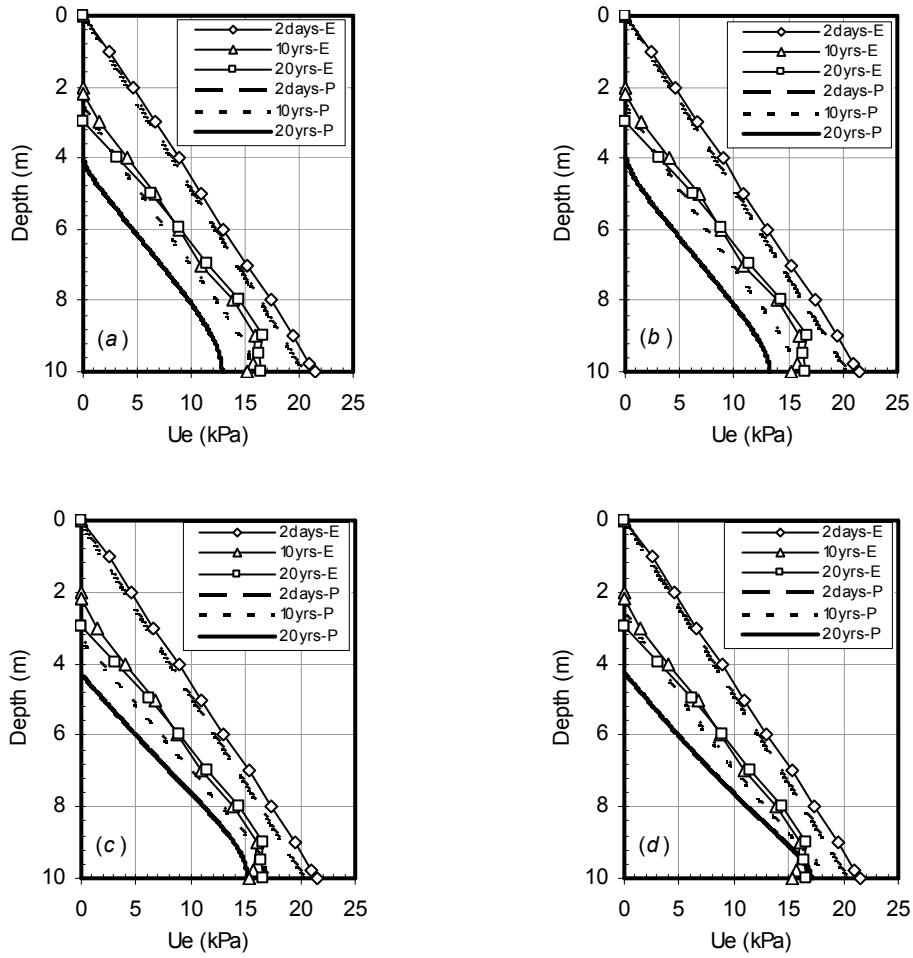 0
2
4
6
8
10
Depth (m)
2days-E
10yrs-E
20yrs-E
2days-P
10yrs-P
20yrs-P
(a)
0 5 10 15 20 25
Ue (kPa)
0
2
4
6
8
10
Depth (m)
2days-E
10yrs-E
20yrs-E
2days-P
10yrs-P
20yrs-P
(b)
0 5 10 15 20 25
Ue (kPa)
0
2
4
6
8
10
Depth (m)
2days-E
10yrs-E
20yrs-E
2days-P
10yrs-P
20yrs-P
(c)
0 5 10 15 20 25
Ue (kPa)
0
2
4
6
8
10
Depth (m)
2days-E
10yrs-E
20yrs-E
2days-P
10yrs-P
20yrs-P
(d)
0 5 10 15 20 25
Ue (kPa)